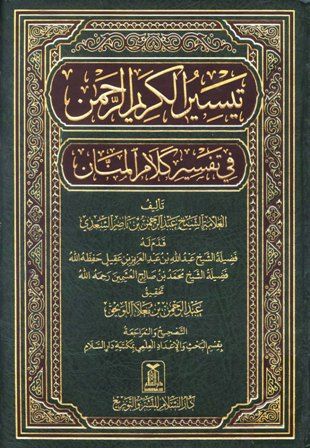 تيسير الكريم الرحمن
في تفسير كلام المنان
تأليف
العلامة الشيخ عبد الرحمن بن ناصر السعدي
قدم له
فضيلة الشيخ عبد الله بن عبد العزيز بن عقيل حفظه الله
فضيلة الشيخ محمد بن صالح العثيمين رحمه الله
تحقيق
عبد الرحمن بن معلا اللويحق
التصحيح والمراجعة
بقسم البحث والإعداد العلمي بمكتبة دار السلام
دار السلام للنشر والتوزيع